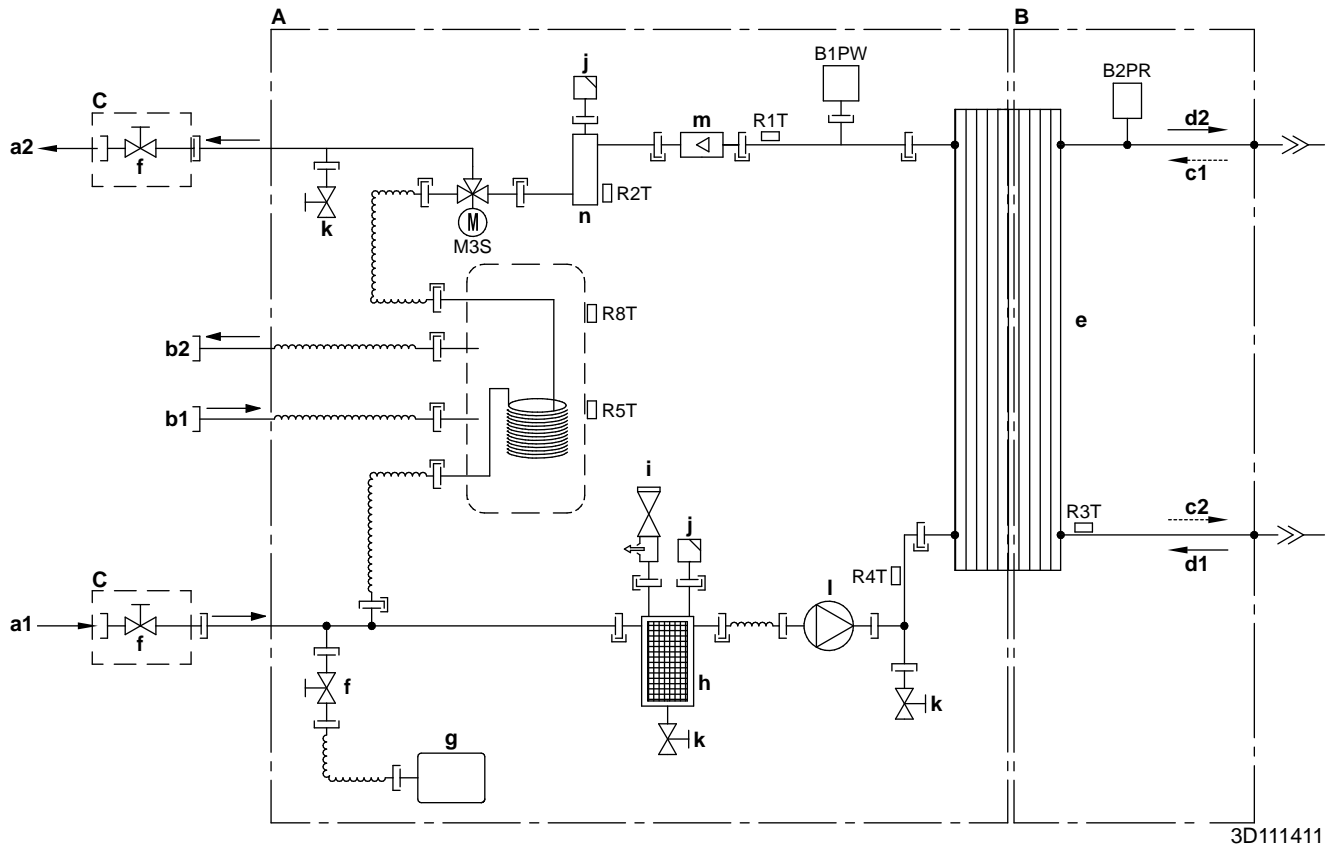 A
B
B1PW
B2PR
j
C
m
R1T
d2
a2
f
c1
k
n
R2T
M
M3S
R8T
e
b2
b1
R5T
i
j
R3T
c2
C
l
R4T
d1
a1
f
f
h
k
k
g
3D111411